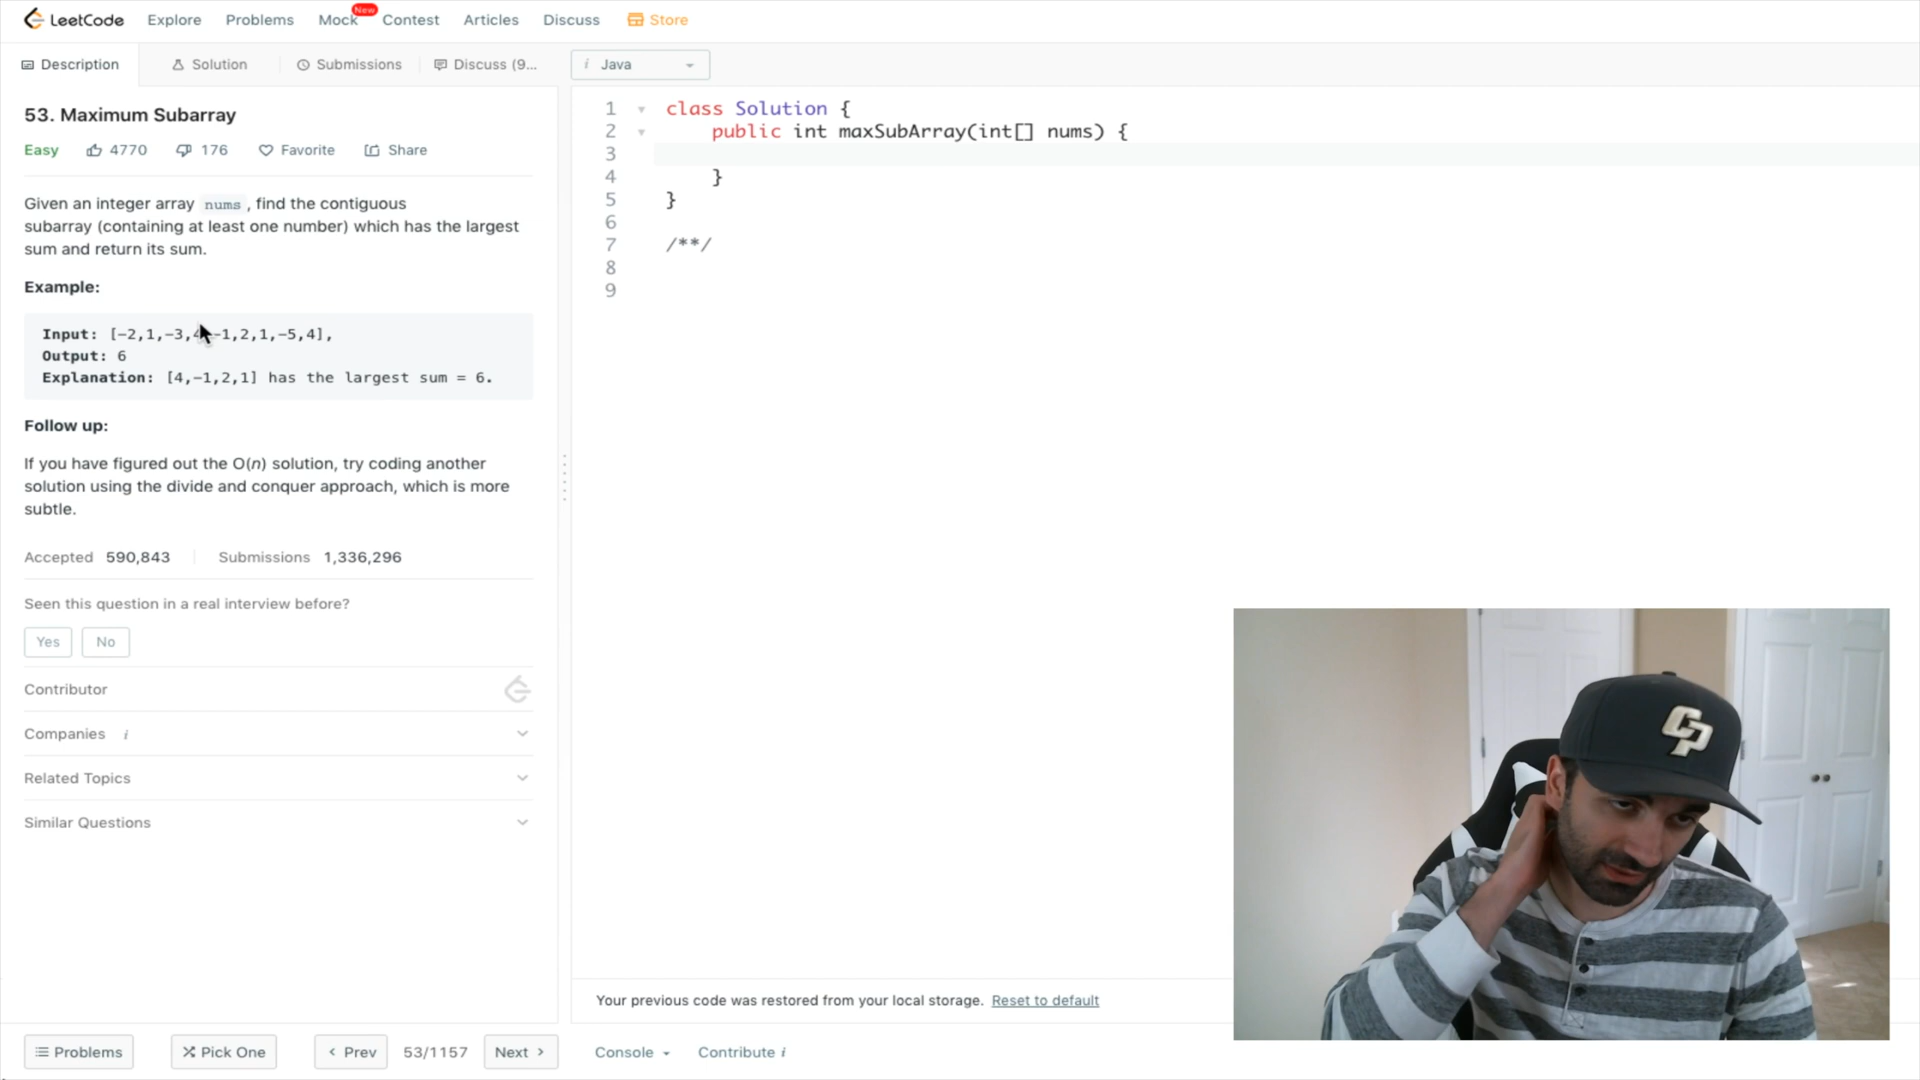 LeetCode Explore Problems Mock New Contest Articles Discuss Store
Description Solution Submissions Discuss (9... i Java
53. Maximum Subarray
Easy 4770 176 Favorite Share
Given an integer array nums , find the contiguous
subarray (containing at least one number) which has the largest
sum and return its sum.
Example:
Input: [-2,1,-3,4,-1,2,1,-5,4],
Output: 6
Explanation: [4,-1,2,1] has the largest sum = 6.
Follow up:
If you have figured out the O(n) solution, try coding another
solution using the divide and conquer approach, which is more
subtle.
Accepted 590,843 Submissions 1,336,296
Seen this question in a real interview before?
Yes No
Contributor
Companies i
Related Topics
Similar Questions
1 class Solution {
2 public int maxSubArray(int[] nums) {
3
4 }
5 }
6
7 /**/
8
9
CP
Your previous code was restored from your local storage. Reset to default
Problems Pick One < Prev 53/1157 Next > Console Contribute i